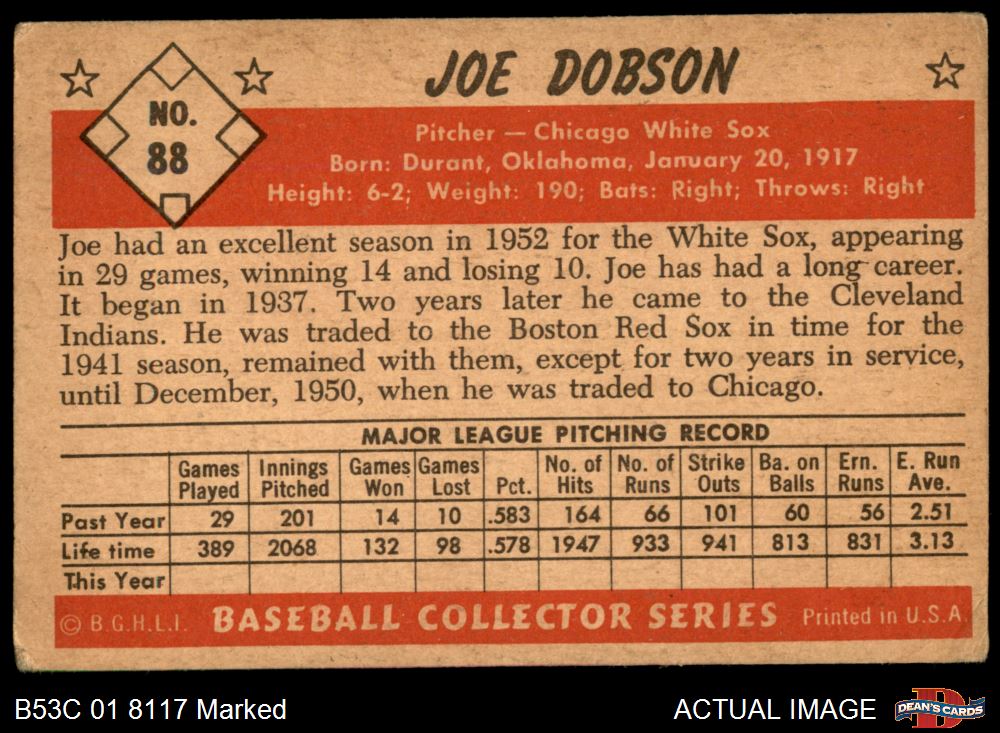 NO.
88
JOE DOBSON
Pitcher — Chicago White Sox
Born: Durant, Oklahoma, January 20, 1917
Height: 6-2; Weight: 190; Bats: Right; Throws: Right
Joe had an excellent season in 1952 for the White Sox, appearing
in 29 games, winning 14 and losing 10. Joe has had a long career.
It began in 1937. Two years later he came to the Cleveland
Indians. He was traded to the Boston Red Sox in time for the
1941 season, remained with them, except for two years in service,
until December, 1950, when he was traded to Chicago.
MAJOR LEAGUE PITCHING RECORD
Games Played Innings Pitched Games Won Games Lost Pct. No. of Hits No. of Runs Strike Outs Ba. on Balls Ern. Runs E. Run Ave.
Past Year 29 201 14 10 .583 164 66 101 60 56 2.51
Life time 389 2068 132 98 .578 1947 933 941 813 831 3.13
This Year
© B.G.H.L.I. BASEBALL COLLECTOR SERIES Printed in U.S.A.
B53C 01 8117 Marked ACTUAL IMAGE DEAN'S CARDS